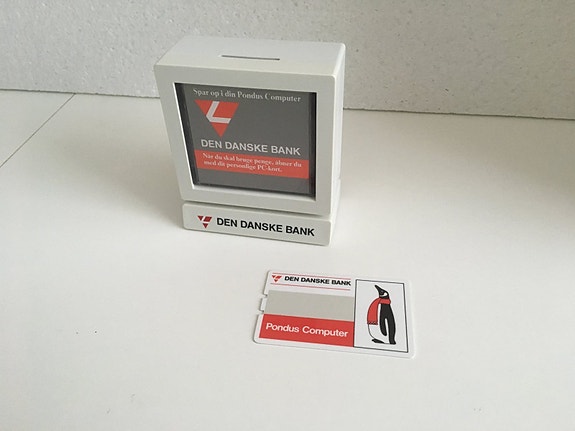 Spar op i din Pondus Computer
DEN DANSKE BANK
Når du skal bruge penge, åbner du
med dit personlige PC-kort.
DEN DANSKE BANK
DEN DANSKE BANK
Pondus Computer